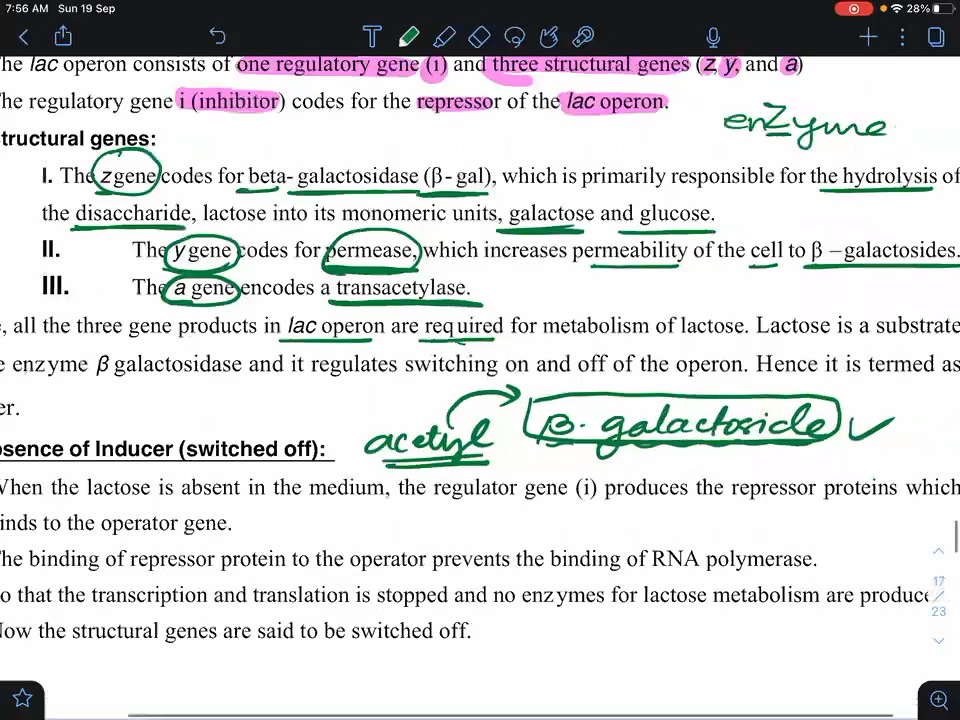 7:56 AM Sun 19 Sep
28%
he lac operon consists of one regulatory gene (i) and three structural genes (z, y, and a)
he regulatory gene i (inhibitor) codes for the repressor of the lac operon.
enZyme
tructural genes:
I. The z gene codes for beta- galactosidase (β - gal), which is primarily responsible for the hydrolysis of
the disaccharide, lactose into its monomeric units, galactose and glucose.
II. The y gene codes for permease, which increases permeability of the cell to β – galactosides.
III. The a gene encodes a transacetylase.
, all the three gene products in lac operon are required for metabolism of lactose. Lactose is a substrate
e enzyme β galactosidase and it regulates switching on and off of the operon. Hence it is termed as
er.
acetyl β- galactoside
bsence of Inducer (switched off):
When the lactose is absent in the medium, the regulator gene (i) produces the repressor proteins which
inds to the operator gene.
he binding of repressor protein to the operator prevents the binding of RNA polymerase.
o that the transcription and translation is stopped and no enzymes for lactose metabolism are produce
Now the structural genes are said to be switched off.
17
23